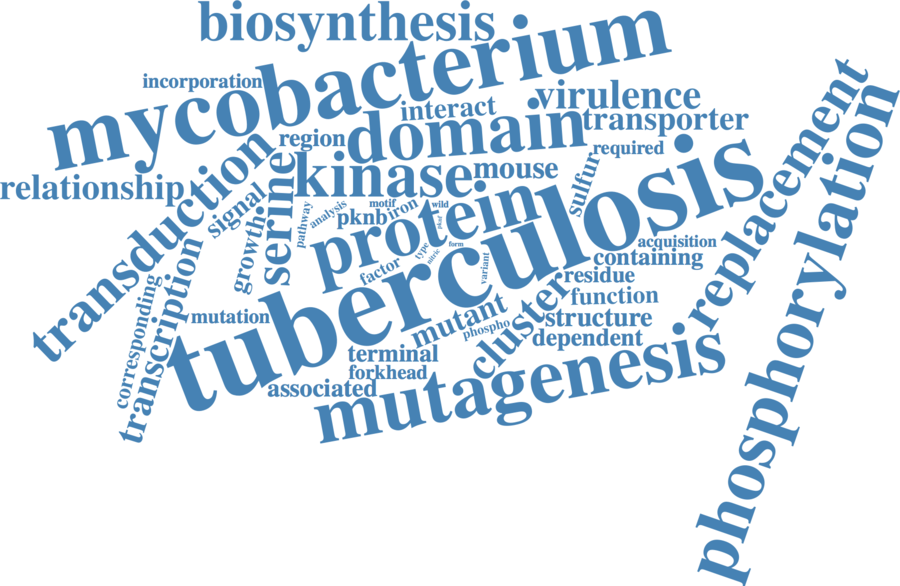 biosynthesis
mycobacterium
incorporation
interact
virulence
domain
transporter
region
required
kinase
mouse
sulfur
relationship
transduction
signal
serine
growth
pathway
analysis
motif
wild
pknb
iron
protein
type
form
nitric
factor
variant
acquisition
containing
residue
function
structure
dependent
tuberculosis
replacement
phosphorylation
transcription
corresponding
mutation
mutant
phospho
cluster
terminal
forkhead
associated
mutagenesis